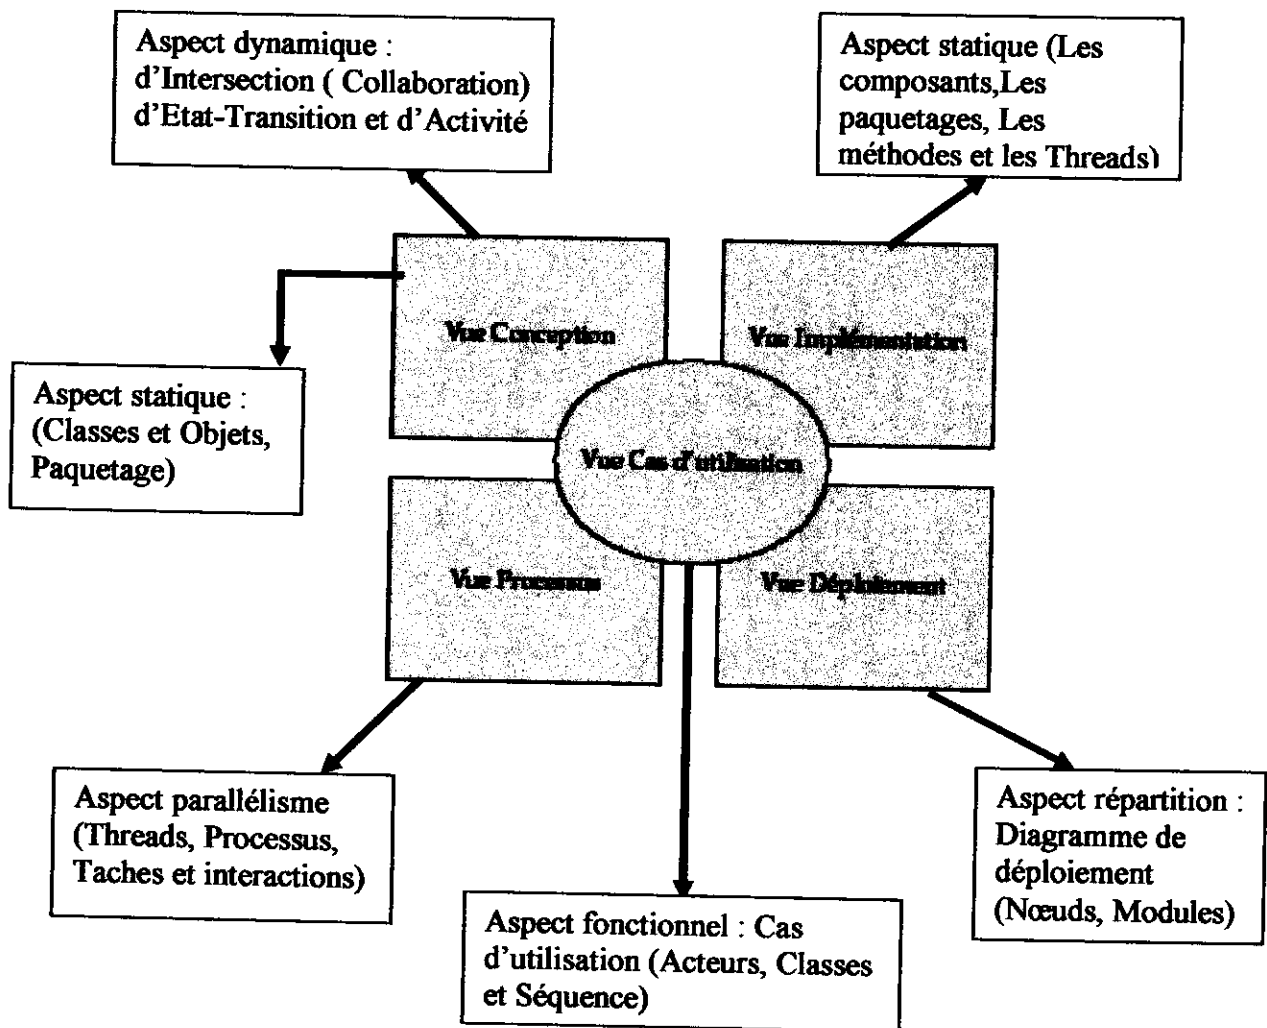 Aspect dynamique :
d'Intersection ( Collaboration)
d'Etat-Transition et d'Activité
Aspect statique (Les
composants,Les
paquetages, Les
méthodes et les Threads)
Vue Conception
Vue Implémentation
Aspect statique :
(Classes et Objets,
Paquetage)
Vue Cas d'utilisation
Vue Processus
Vue Déploiement
Aspect parallélisme
(Threads, Processus,
Taches et interactions)
Aspect répartition :
Diagramme de
déploiement
(Nœuds, Modules)
Aspect fonctionnel : Cas
d'utilisation (Acteurs, Classes
et Séquence)